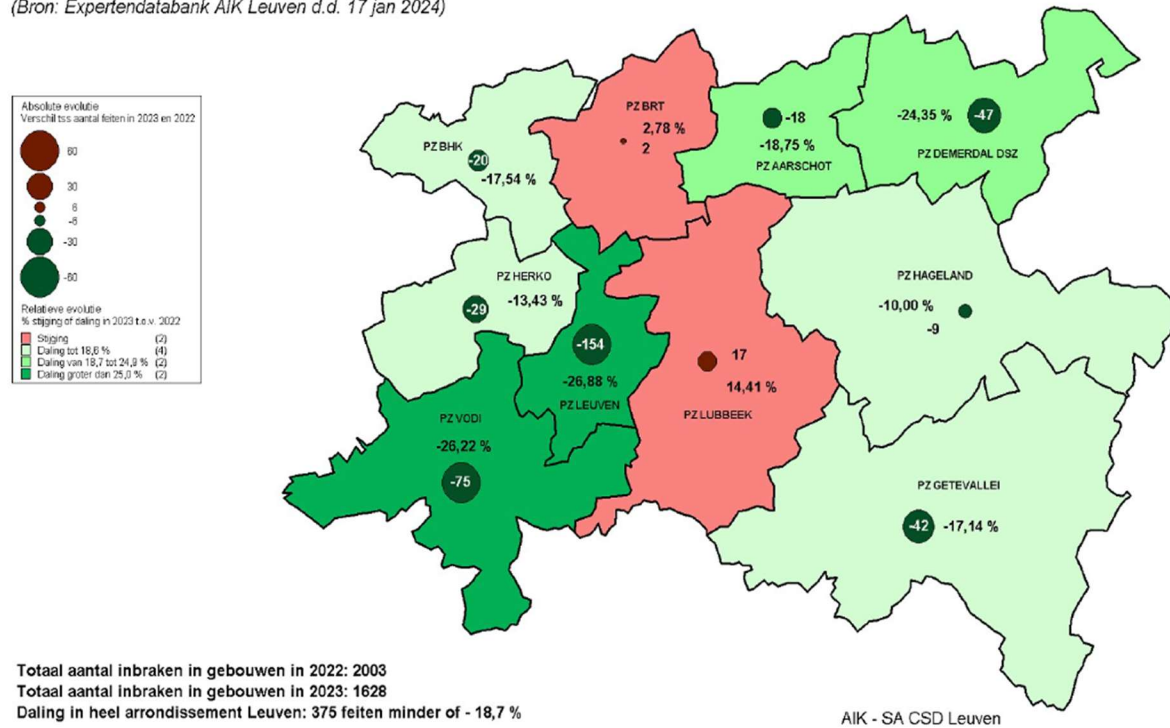 (Bron: Expertendatabank AIK Leuven d.d. 17 jan 2024)
Absolute evolutie
Verschil tss aantal feiten in 2023 en 2022
60
30
6
-6
-30
-60
Relatieve evolutie
% stijging of daling in 2023 t.o.v. 2022
Stijging (2)
Daling tot 18,6 % (4)
Daling van 18,7 tot 24,9 % (2)
Daling groter dan 25,0 % (2)
PZ BRT
2,78 %
2
PZ BHK
-20
-17,54 %
-18
-18,75 %
PZ AARSCHOT
-24,35 %
-47
PZ DEMERDAL DSZ
PZ HERKO
-13,43 %
-29
PZ HAGELAND
-10,00 %
-9
-154
-26,88 %
PZ LEUVEN
17
14,41 %
PZ LUBBEEK
PZ VODI
-26,22 %
-75
PZ GETEVALLEI
-42 -17,14 %
Totaal aantal inbraken in gebouwen in 2022: 2003
Totaal aantal inbraken in gebouwen in 2023: 1628
Daling in heel arrondissement Leuven: 375 feiten minder of - 18,7 %
AIK - SA CSD Leuven